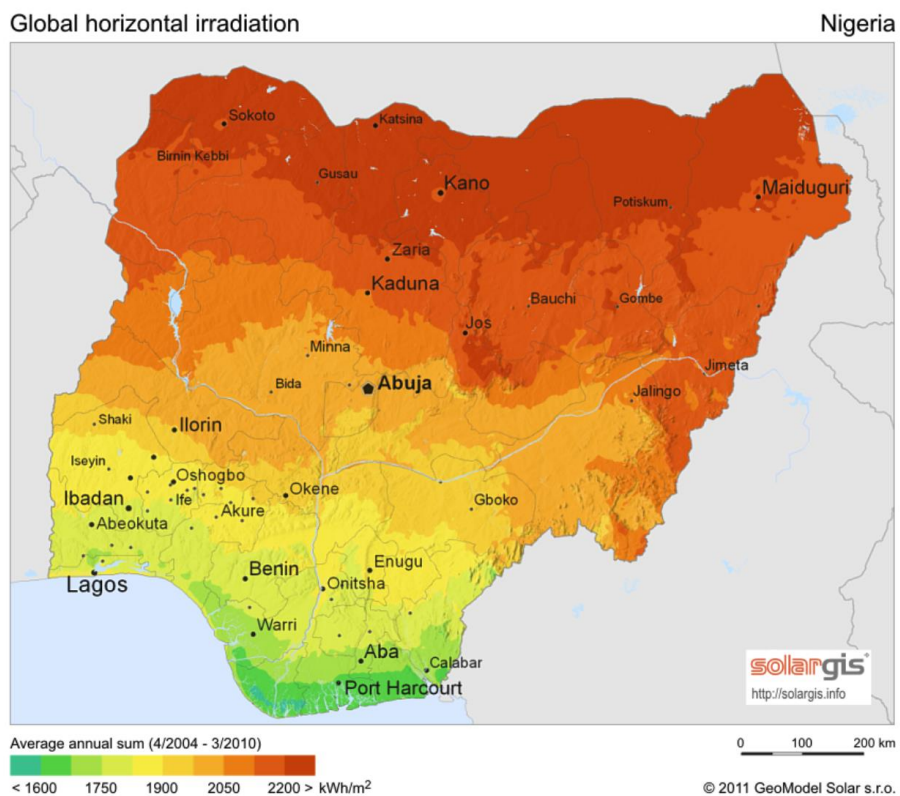 Global horizontal irradiation
Nigeria
Sokoto
Katsina
Birnin Kebbi
Gusau
Kano
Maiduguri
Potiskum
Zaria
Kaduna
Bauchi
Gombe
Jos
Minna
Jimeta
Bida
Abuja
Jalingo
Shaki
Ilorin
Iseyin
Oshogbo
Okene
Ibadan
Ife
Gboko
Akure
Abeokuta
Enugu
Benin
Lagos
Onitsha
Warri
Aba
Calabar
Port Harcourt
solargis
http://solargis.info
Average annual sum (4/2004 - 3/2010)
0 100 200 km
< 1600 1750 1900 2050 2200 > kWh/m²
© 2011 GeoModel Solar s.r.o.